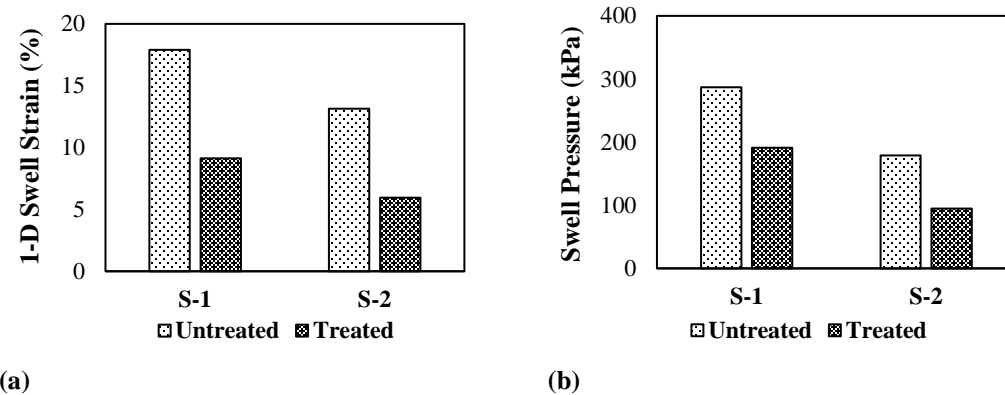 20
15
10
5
0
1-D Swell Strain (%)
S-1 S-2
Untreated Treated
(a)
400
300
200
100
0
Swell Pressure (kPa)
S-1 S-2
Untreated Treated
(b)